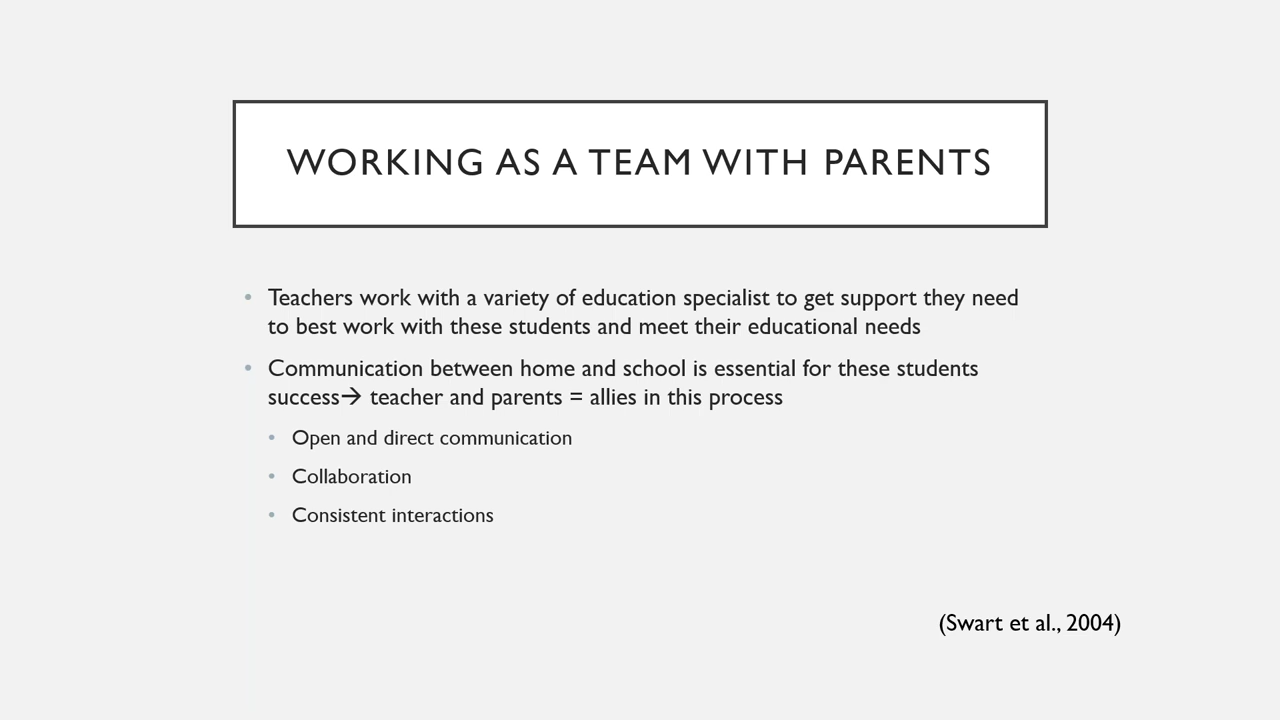 WORKING AS A TEAM WITH PARENTS
• Teachers work with a variety of education specialist to get support they need
to best work with these students and meet their educational needs
• Communication between home and school is essential for these students
success→ teacher and parents = allies in this process
• Open and direct communication
• Collaboration
• Consistent interactions
(Swart et al., 2004)